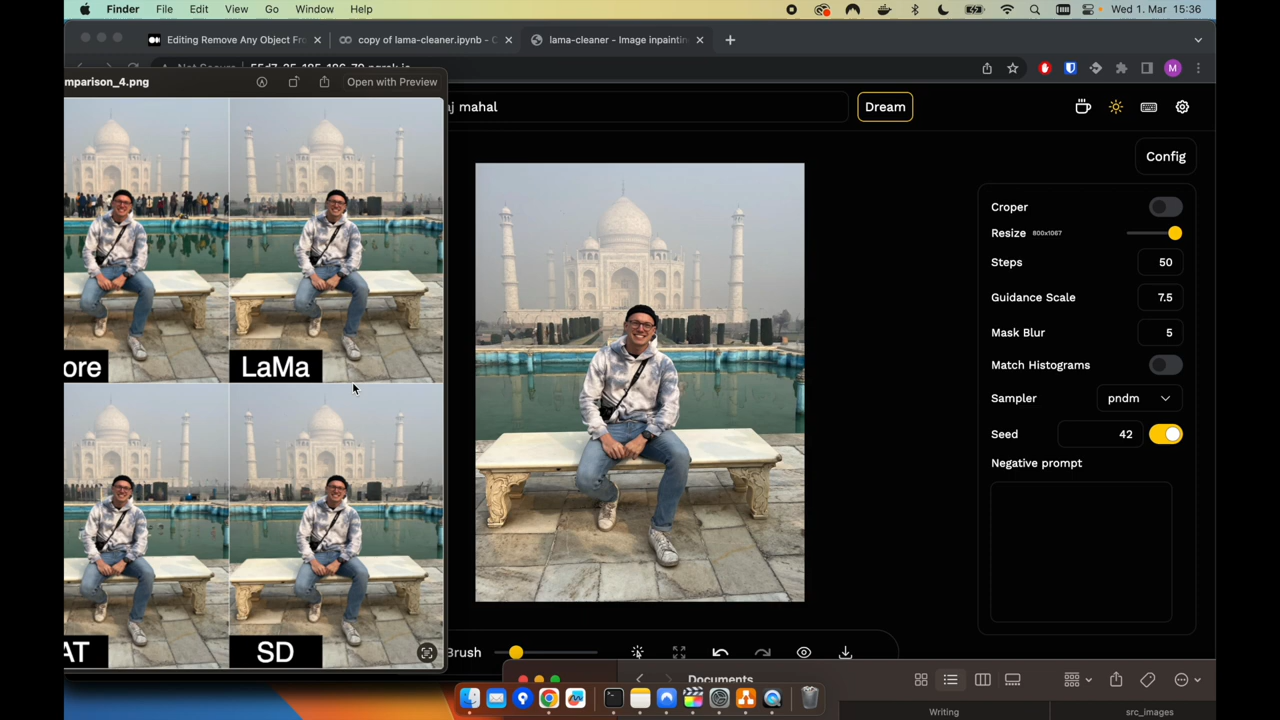 Finder File Edit View Go Window Help
Wed 1. Mar 15:36
Editing Remove Any Object Fr
copy of lama-cleaner.ipynb - C
lama-cleaner - Image inpaintin
mparison_4.png
Open with Preview
aj mahal
Dream
Config
Croper
Resize 800x1067
Steps 50
Guidance Scale 7.5
Mask Blur 5
Match Histograms
Sampler pndm
Seed 42
Negative prompt
ore
LaMa
AT
SD
Brush
Documents
Writing
src_images